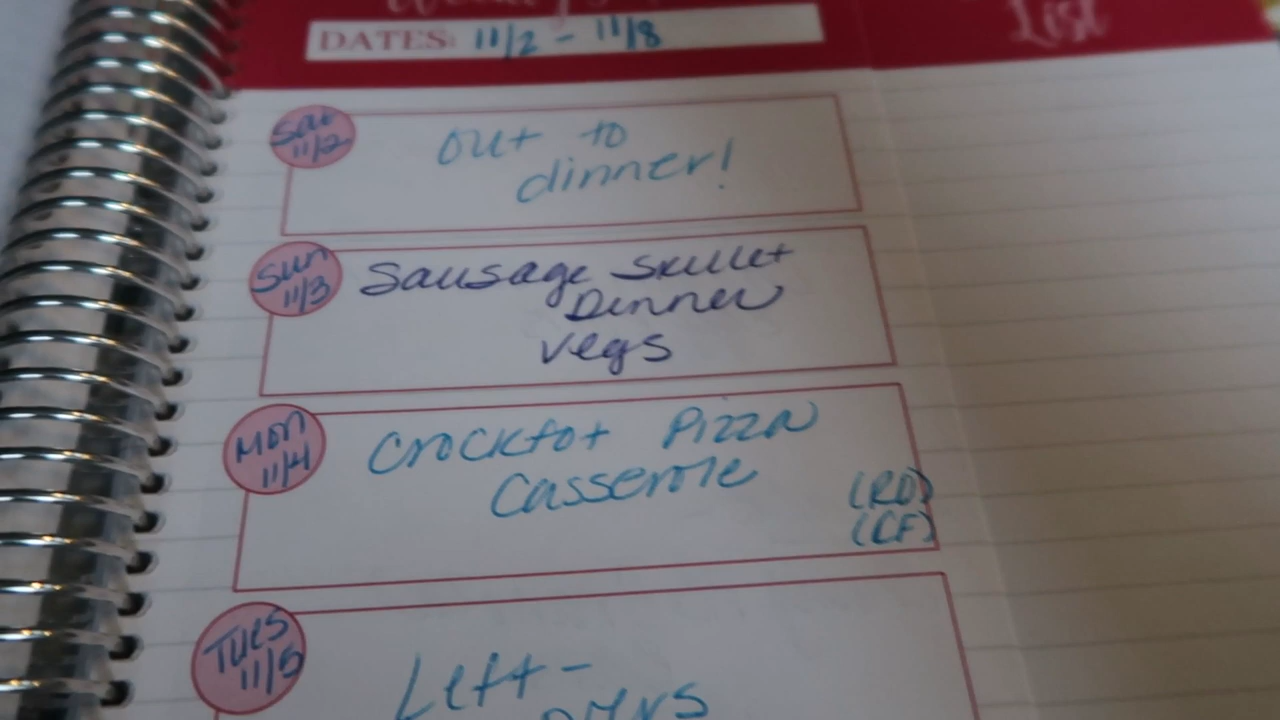 DATES: 11/2 - 11/8
List
Sat
11/2
out to
dinner!
Sun
11/3
Sausage Skillet
Dinner
vegs
Mon
11/4
Crockpot Pizza
Casserole
(RD)
(CF)
Tues
11/5
Left-
overs